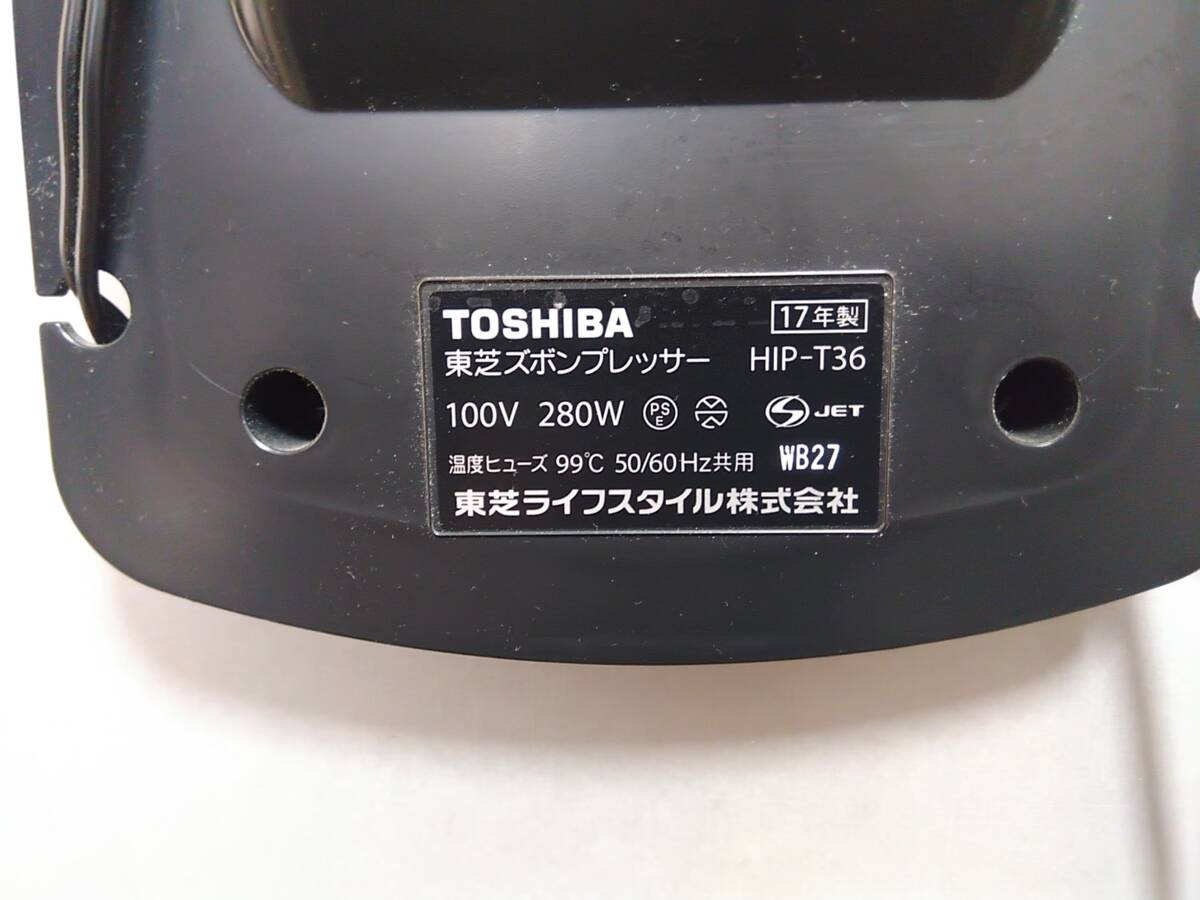 TOSHIBA 17年製
東芝ズボンプレッサー HIP-T36
100V 280W PSE JET
温度ヒューズ 99℃ 50/60Hz共用 WB27
東芝ライフスタイル株式会社